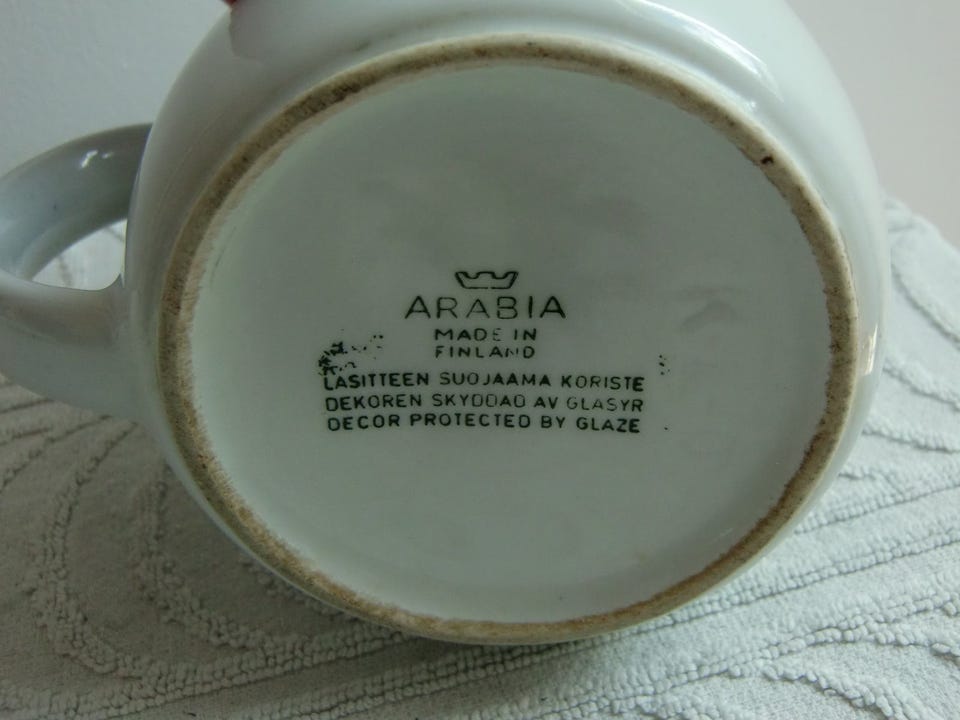 ARABIA
MADE IN
FINLAND
LASITTEEN SUOJAAMA KORISTE
DEKOREN SKYDDAD AV GLASYR
DECOR PROTECTED BY GLAZE